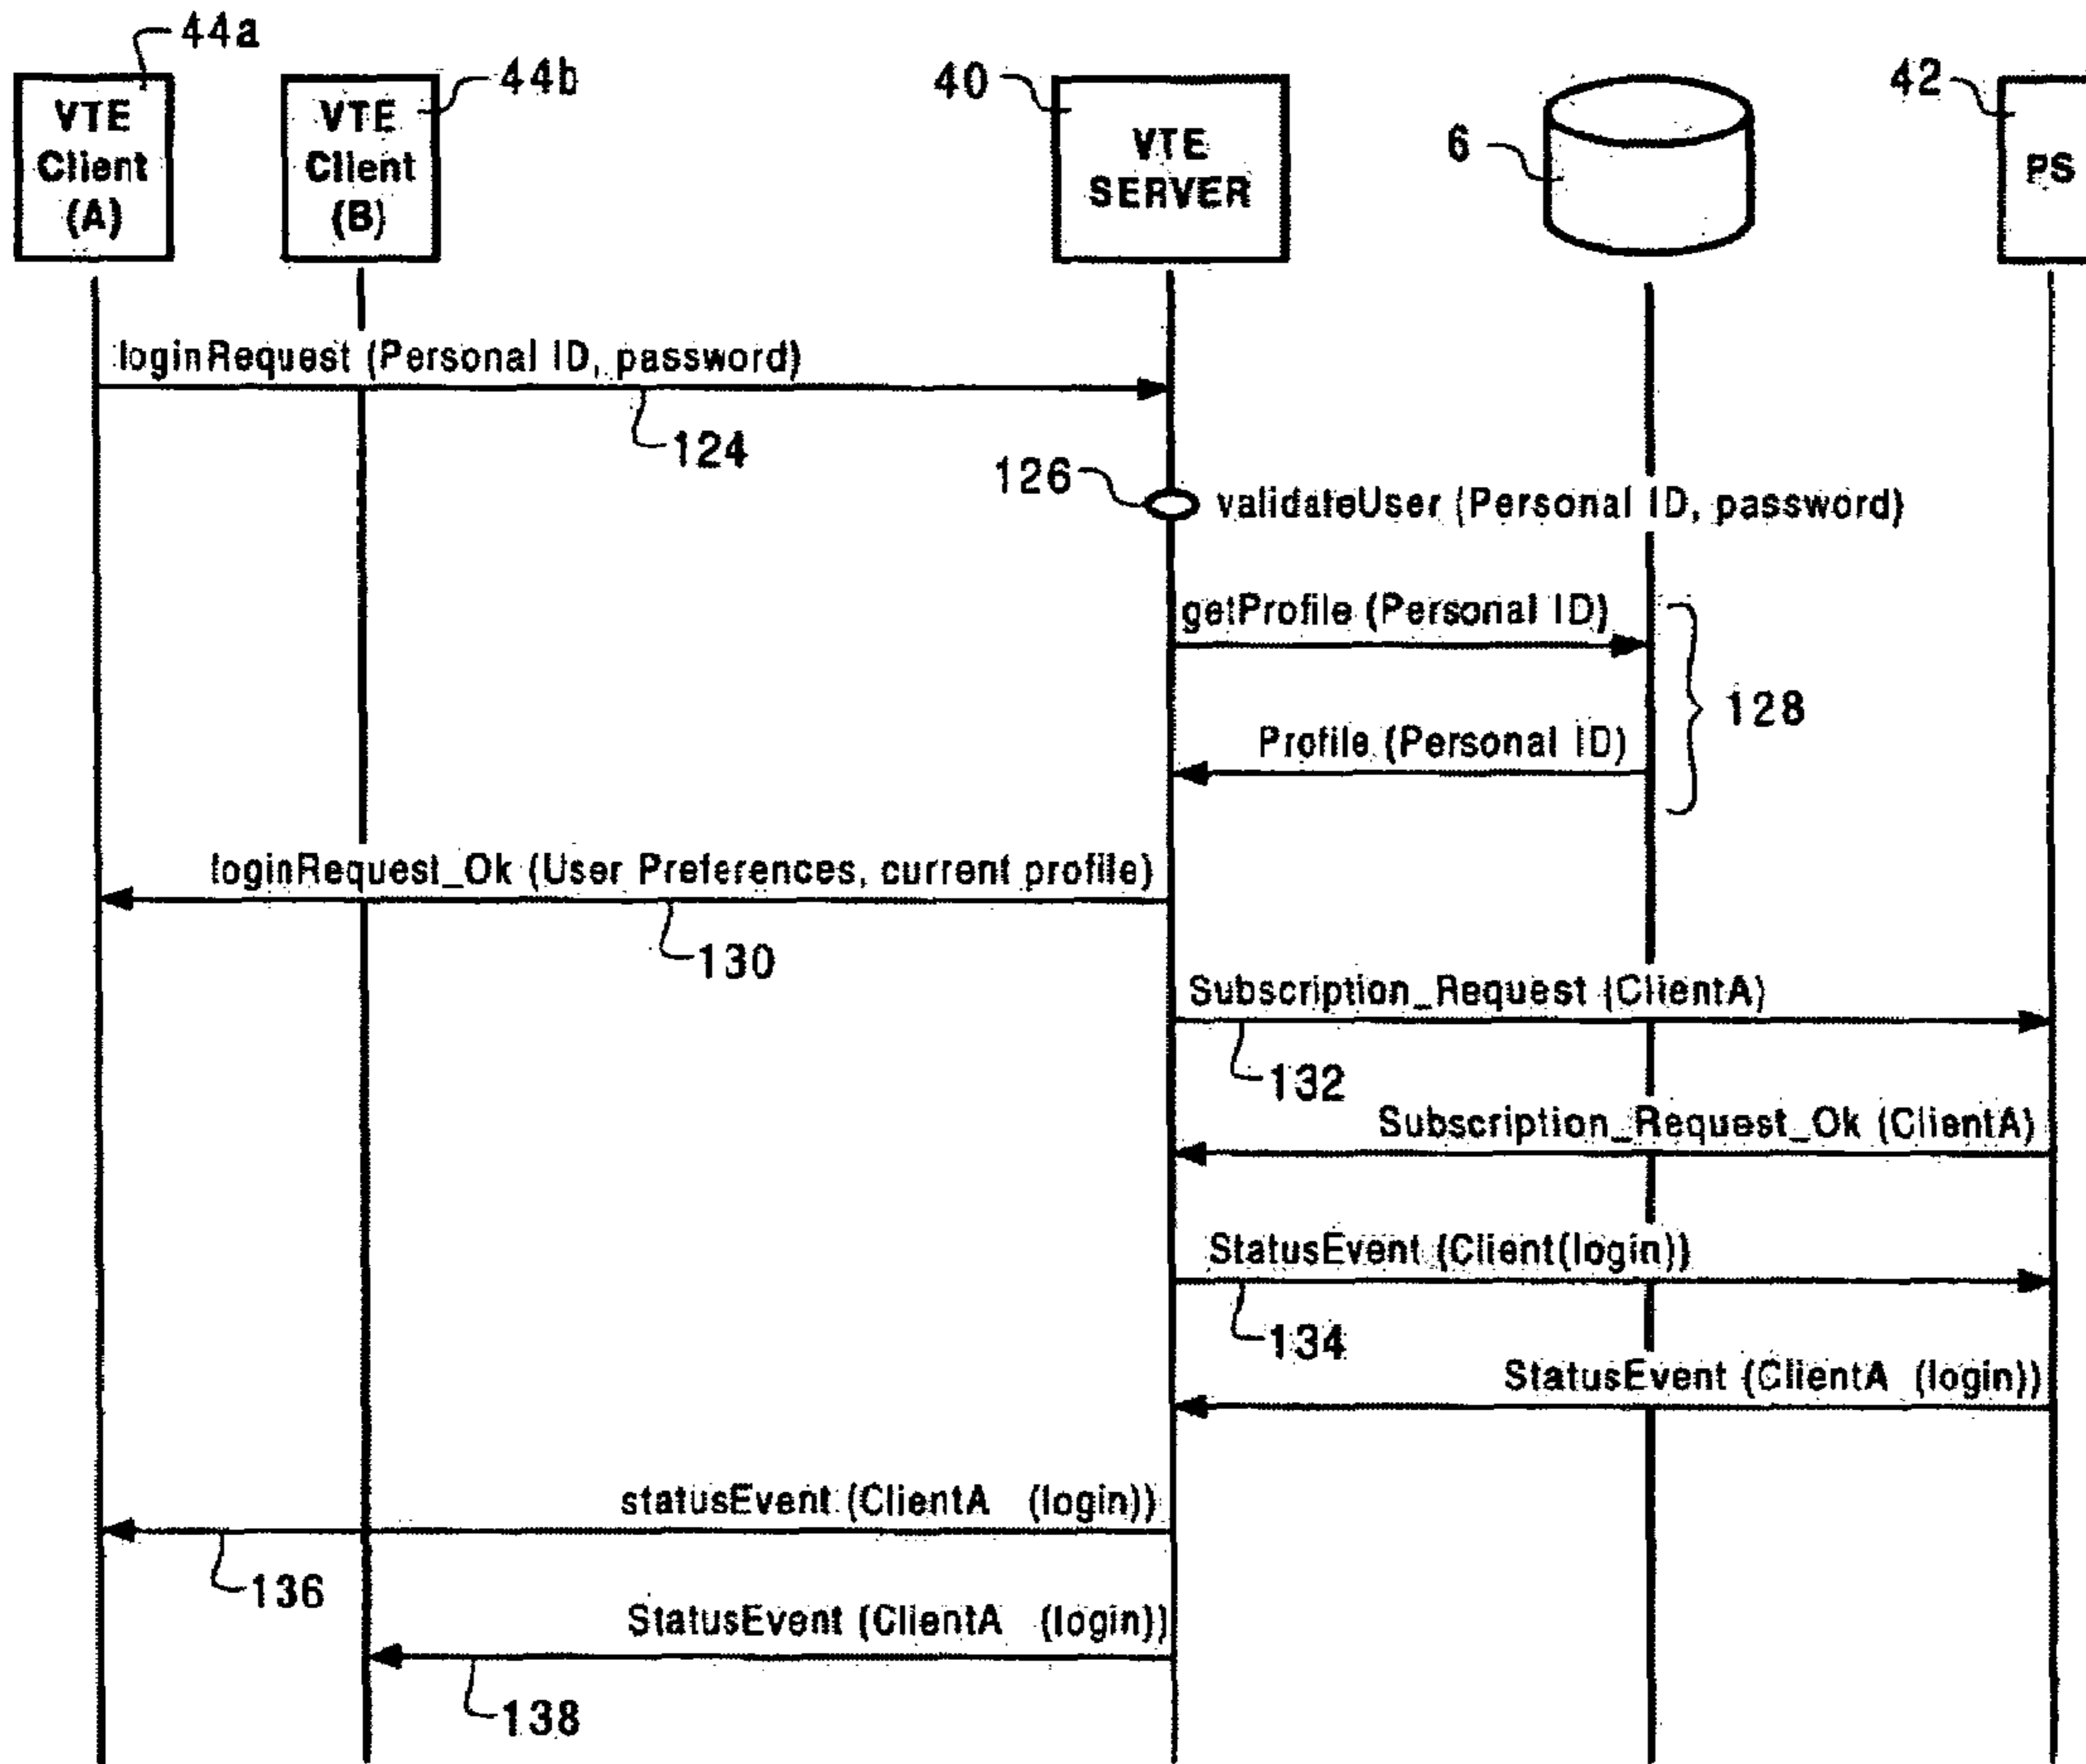 44a
44b
40
6
42
VTE
Client
(A)
VTE
Client
(B)
VTE
SERVER
PS
loginRequest (Personal ID, password)
124
126
validateUser (Personal ID, password)
getProfile (Personal ID)
128
Profile (Personal ID)
loginRequest_Ok (User Preferences, current profile)
130
Subscription_Request (ClientA)
132
Subscription_Request_Ok (ClientA)
StatusEvent (Client(login))
134
StatusEvent (ClientA (login))
statusEvent (ClientA (login))
136
StatusEvent (ClientA (login))
138